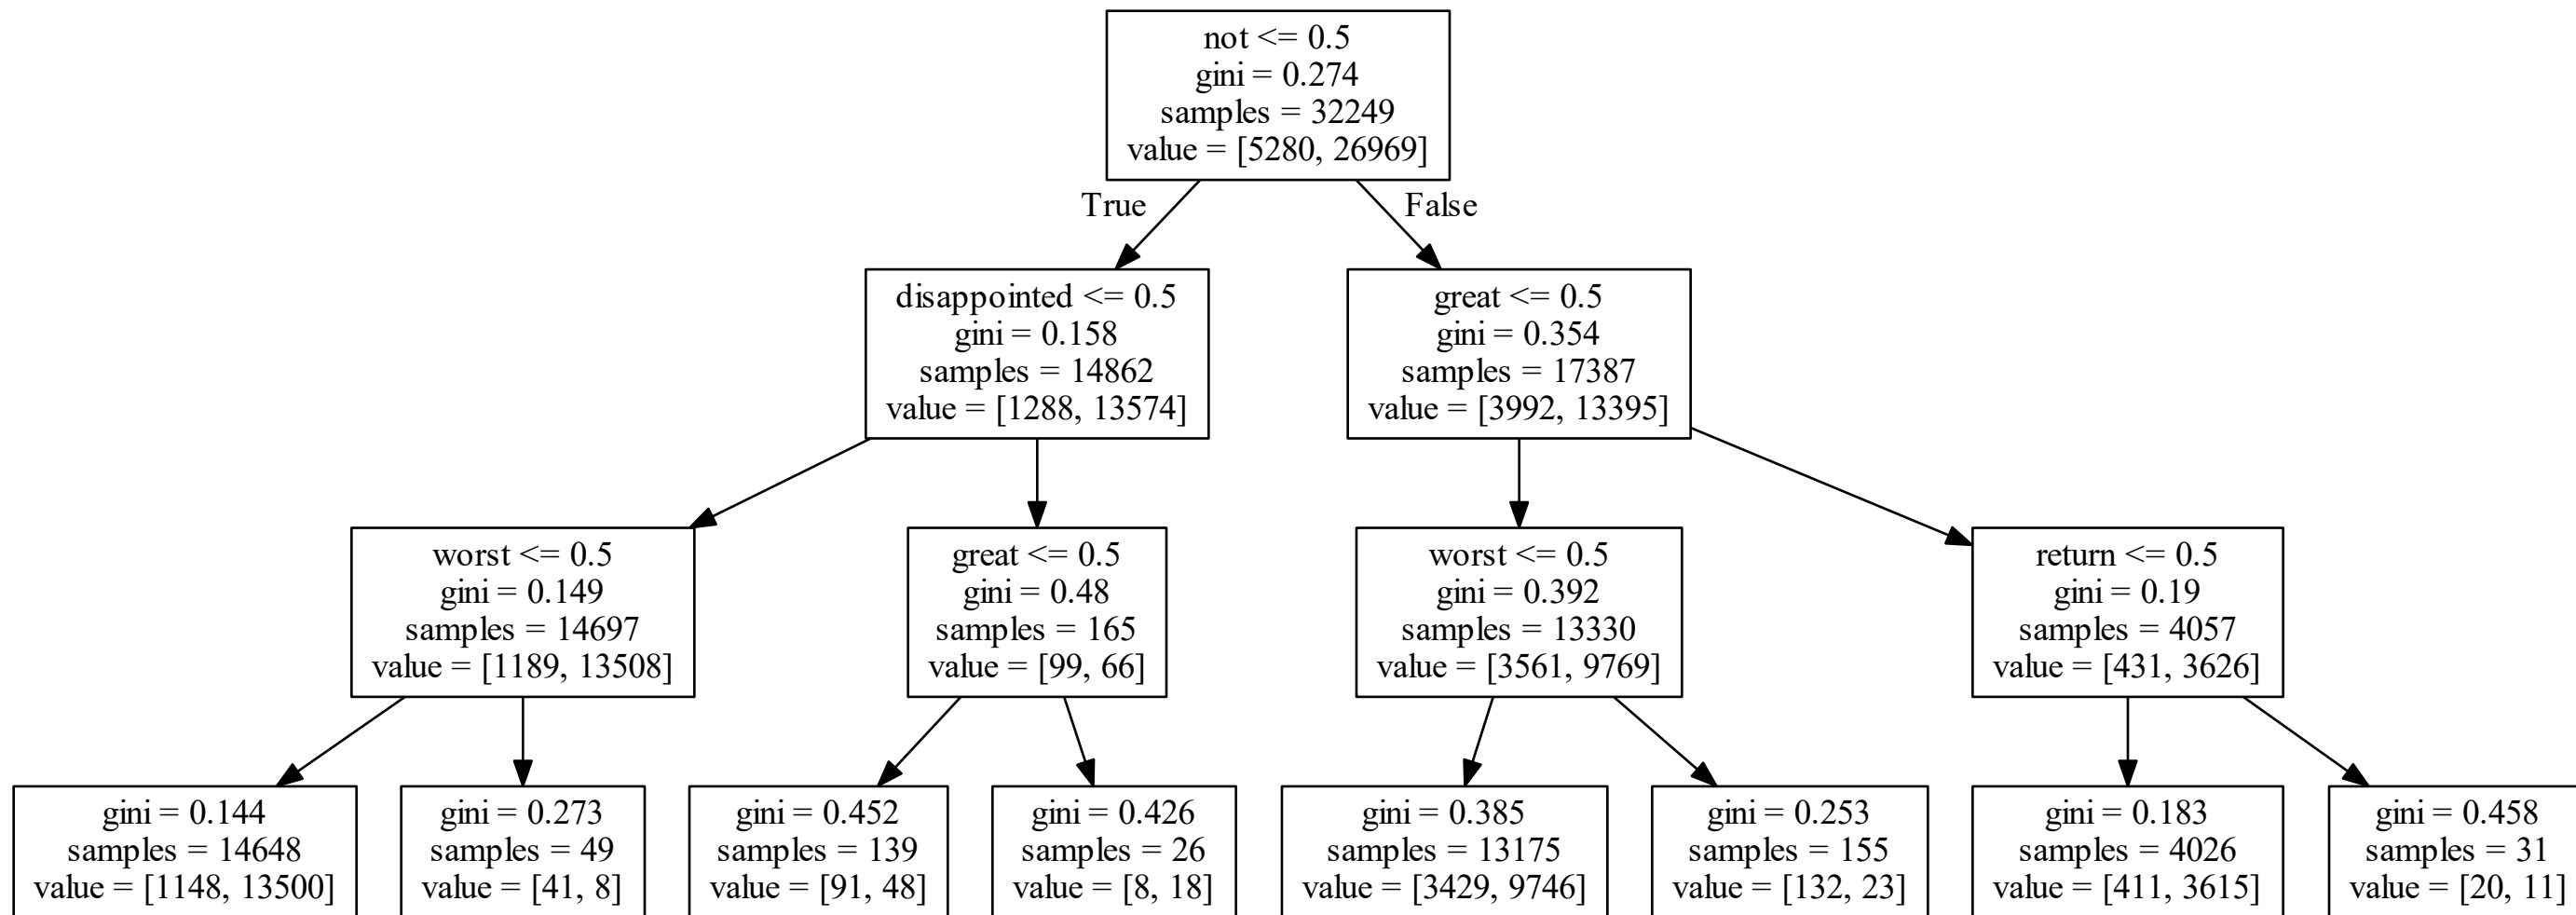 not <= 0.5
gini = 0.274
samples = 32249
value = [5280, 26969]
True
False
disappointed <= 0.5
gini = 0.158
samples = 14862
value = [1288, 13574]
great <= 0.5
gini = 0.354
samples = 17387
value = [3992, 13395]
worst <= 0.5
gini = 0.149
samples = 14697
value = [1189, 13508]
great <= 0.5
gini = 0.48
samples = 165
value = [99, 66]
worst <= 0.5
gini = 0.392
samples = 13330
value = [3561, 9769]
return <= 0.5
gini = 0.19
samples = 4057
value = [431, 3626]
gini = 0.144
samples = 14648
value = [1148, 13500]
gini = 0.273
samples = 49
value = [41, 8]
gini = 0.452
samples = 139
value = [91, 48]
gini = 0.426
samples = 26
value = [8, 18]
gini = 0.385
samples = 13175
value = [3429, 9746]
gini = 0.253
samples = 155
value = [132, 23]
gini = 0.183
samples = 4026
value = [411, 3615]
gini = 0.458
samples = 31
value = [20, 11]